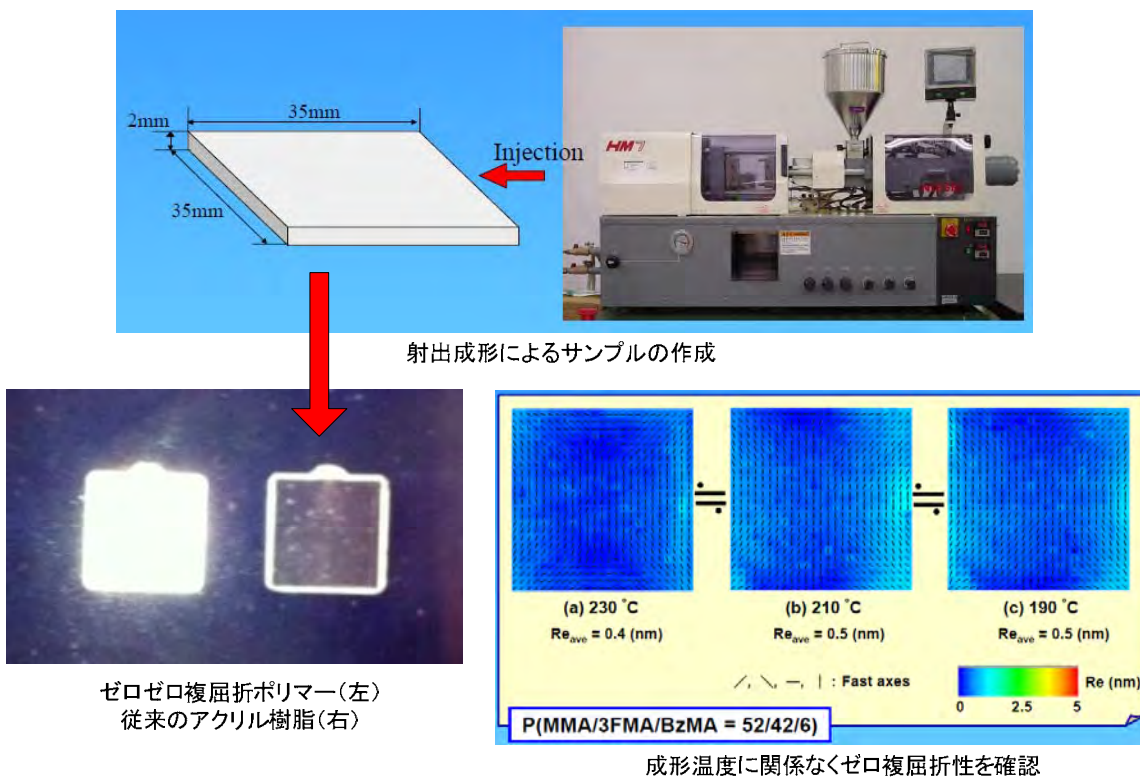 35mm
2mm
35mm
Injection
HM7
射出成形によるサンプルの作成
ゼロゼロ複屈折ポリマー(左)
従来のアクリル樹脂(右)
≒ ≒
(a) 230 ˚C (b) 210˚C (c) 190 ˚C
Reave = 0.4 (nm) Reave = 0.5 (nm) Reave = 0.5 (nm)
／, ＼, ―, | : Fast axes
Re (nm)
0 2.5 5
P(MMA/3FMA/BzMA = 52/42/6)
成形温度に関係なくゼロ複屈折性を確認